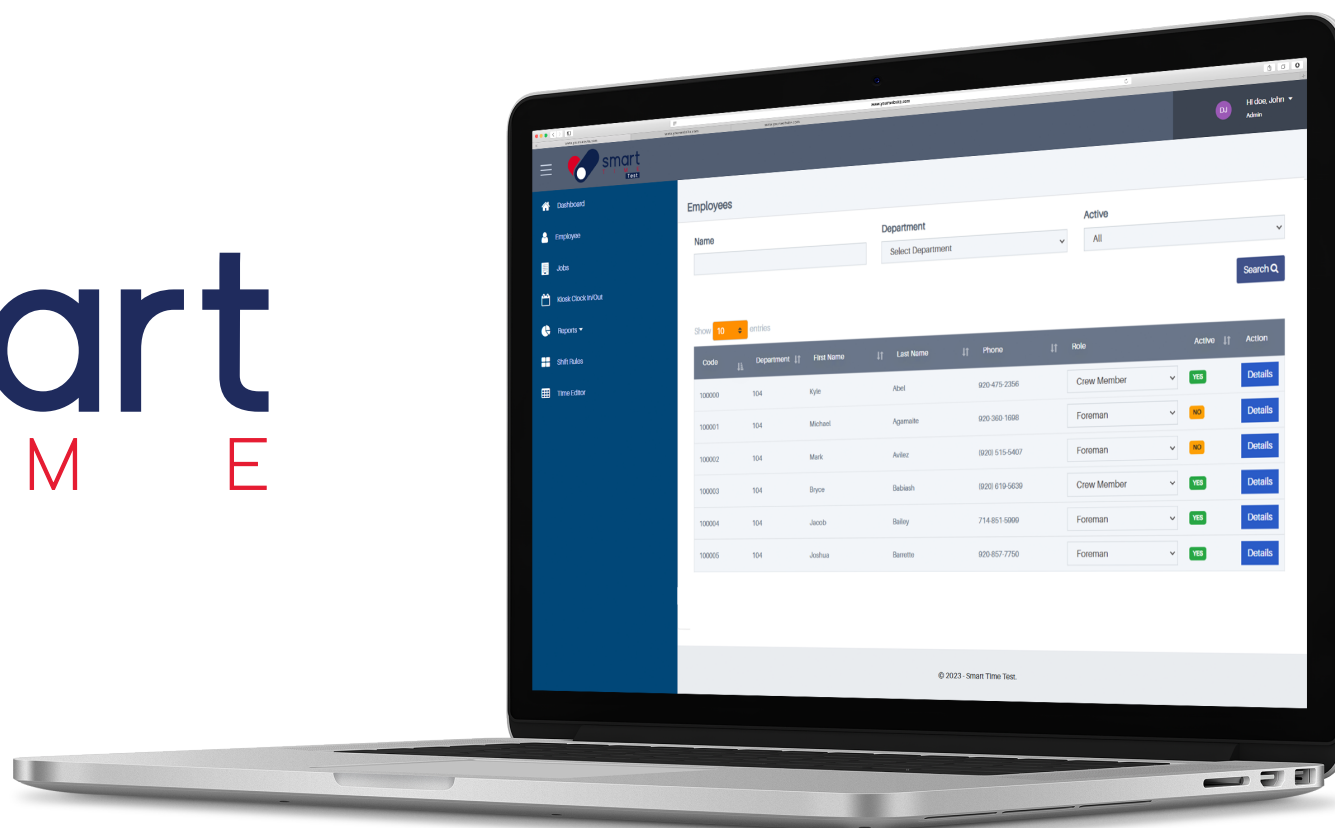 art
M E
www.yourwebsite.com
Hi doe, John
DJ
Admin
smart
Test
Dashboard
Employee
Jobs
Kiosk Clock In/Out
Reports
Shift Rules
Time Editor
Employees
Name
Department
Active
Select Department
All
Search
Show 10 entries
Code Department First Name Last Name Phone Role Active Action
100000 104 Kyle Abel 920-475-2356 Crew Member YES Details
100001 104 Michael Agamaite 920-360-1698 Foreman NO Details
100002 104 Mark Avilez (920) 515-5407 Foreman NO Details
100003 104 Bryce Babiash (920) 619-5639 Crew Member YES Details
100004 104 Jacob Bailey 714-851-5999 Foreman YES Details
100005 104 Joshua Barrette 920-857-7750 Foreman YES Details
© 2023 - Smart Time Test.